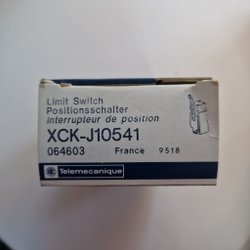 Limit Switch
Positionsschalter
interrupteur de position
XCK-J10541
064603 France 9518
Telemecanique